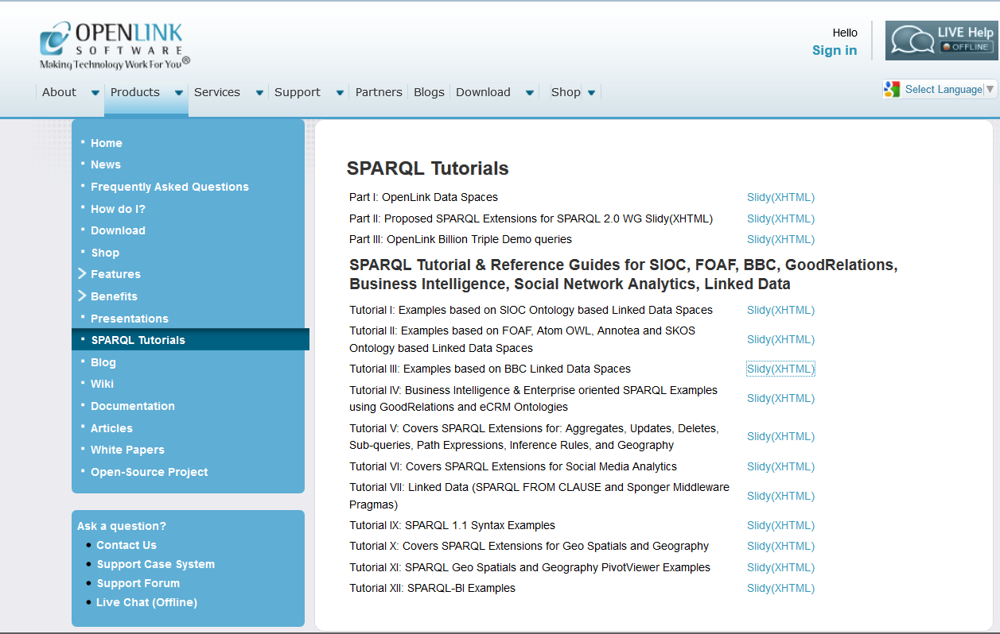 OPENLINK
SOFTWARE
Making Technology Work For You®
Hello
Sign in
LIVE Help
OFFLINE
About
Products
Services
Support
Partners
Blogs
Download
Shop
Select Language
Home
News
Frequently Asked Questions
How do I?
Download
Shop
Features
Benefits
Presentations
SPARQL Tutorials
Blog
Wiki
Documentation
Articles
White Papers
Open-Source Project
Ask a question?
Contact Us
Support Case System
Support Forum
Live Chat (Offline)
SPARQL Tutorials
Part I: OpenLink Data Spaces Slidy(XHTML)
Part II: Proposed SPARQL Extensions for SPARQL 2.0 WG Slidy(XHTML) Slidy(XHTML)
Part III: OpenLink Billion Triple Demo queries Slidy(XHTML)
SPARQL Tutorial & Reference Guides for SIOC, FOAF, BBC, GoodRelations,
Business Intelligence, Social Network Analytics, Linked Data
Tutorial I: Examples based on SIOC Ontology based Linked Data Spaces Slidy(XHTML)
Tutorial II: Examples based on FOAF, Atom OWL, Annotea and SKOS
Ontology based Linked Data Spaces
Slidy(XHTML)
Tutorial III: Examples based on BBC Linked Data Spaces Slidy(XHTML)
Tutorial IV: Business Intelligence & Enterprise oriented SPARQL Examples
using GoodRelations and eCRM Ontologies
Slidy(XHTML)
Tutorial V: Covers SPARQL Extensions for: Aggregates, Updates, Deletes,
Sub-queries, Path Expressions, Inference Rules, and Geography
Slidy(XHTML)
Tutorial VI: Covers SPARQL Extensions for Social Media Analytics Slidy(XHTML)
Tutorial VII: Linked Data (SPARQL FROM CLAUSE and Sponger Middleware
Pragmas)
Slidy(XHTML)
Tutorial IX: SPARQL 1.1 Syntax Examples Slidy(XHTML)
Tutorial X: Covers SPARQL Extensions for Geo Spatials and Geography Slidy(XHTML)
Tutorial XI: SPARQL Geo Spatials and Geography PivotViewer Examples Slidy(XHTML)
Tutorial XII: SPARQL-BI Examples Slidy(XHTML)